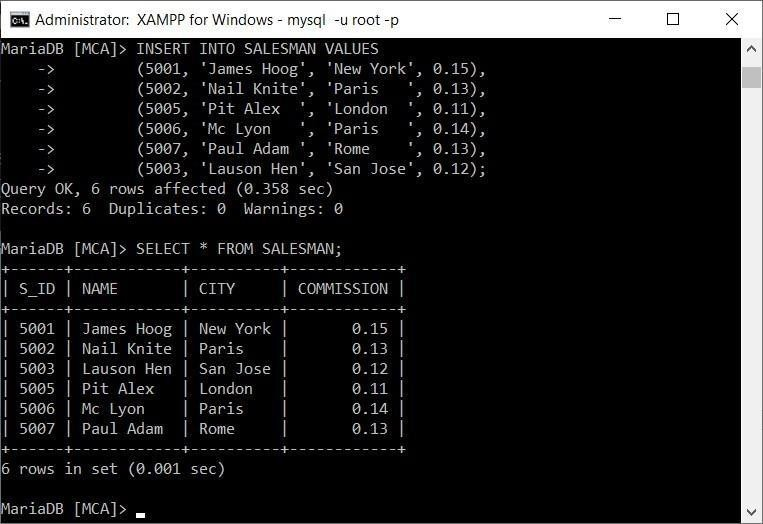 Administrator: XAMPP for Windows - mysql -u root -p
MariaDB [MCA]> INSERT INTO SALESMAN VALUES
    ->         (5001, 'James Hoog', 'New York', 0.15),
    ->         (5002, 'Nail Knite', 'Paris   ', 0.13),
    ->         (5005, 'Pit Alex  ', 'London  ', 0.11),
    ->         (5006, 'Mc Lyon   ', 'Paris   ', 0.14),
    ->         (5007, 'Paul Adam ', 'Rome    ', 0.13),
    ->         (5003, 'Lauson Hen', 'San Jose', 0.12);
Query OK, 6 rows affected (0.358 sec)
Records: 6  Duplicates: 0  Warnings: 0

MariaDB [MCA]> SELECT * FROM SALESMAN;
+------+------------+----------+------------+
| S_ID | NAME       | CITY     | COMMISSION |
+------+------------+----------+------------+
| 5001 | James Hoog | New York |       0.15 |
| 5002 | Nail Knite | Paris    |       0.13 |
| 5003 | Lauson Hen | San Jose |       0.12 |
| 5005 | Pit Alex   | London   |       0.11 |
| 5006 | Mc Lyon    | Paris    |       0.14 |
| 5007 | Paul Adam  | Rome     |       0.13 |
+------+------------+----------+------------+
6 rows in set (0.001 sec)

MariaDB [MCA]> _